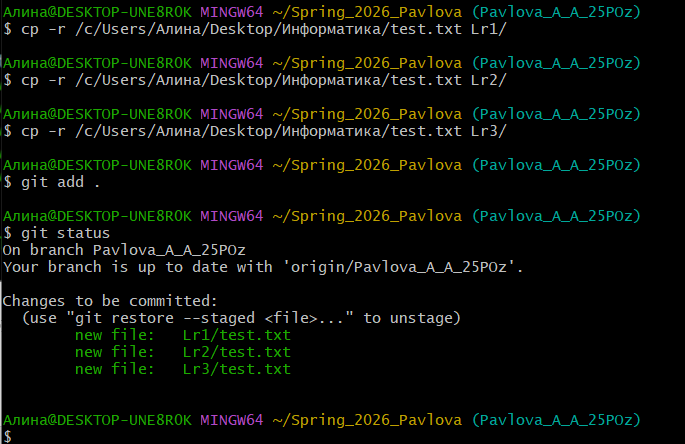 Алина@DESKTOP-UNE8R0K MINGW64 ~/Spring_2026_Pavlova (Pavlova_A_A_25POz)
$ cp -r /c/Users/Алина/Desktop/Информатика/test.txt Lr1/
Алина@DESKTOP-UNE8R0K MINGW64 ~/Spring_2026_Pavlova (Pavlova_A_A_25POz)
$ cp -r /c/Users/Алина/Desktop/Информатика/test.txt Lr2/
Алина@DESKTOP-UNE8R0K MINGW64 ~/Spring_2026_Pavlova (Pavlova_A_A_25POz)
$ cp -r /c/Users/Алина/Desktop/Информатика/test.txt Lr3/
Алина@DESKTOP-UNE8R0K MINGW64 ~/Spring_2026_Pavlova (Pavlova_A_A_25POz)
$ git add .
Алина@DESKTOP-UNE8R0K MINGW64 ~/Spring_2026_Pavlova (Pavlova_A_A_25POz)
$ git status
On branch Pavlova_A_A_25POz
Your branch is up to date with 'origin/Pavlova_A_A_25POz'.
Changes to be committed:
  (use "git restore --staged <file>..." to unstage)
        new file:   Lr1/test.txt
        new file:   Lr2/test.txt
        new file:   Lr3/test.txt
Алина@DESKTOP-UNE8R0K MINGW64 ~/Spring_2026_Pavlova (Pavlova_A_A_25POz)
$